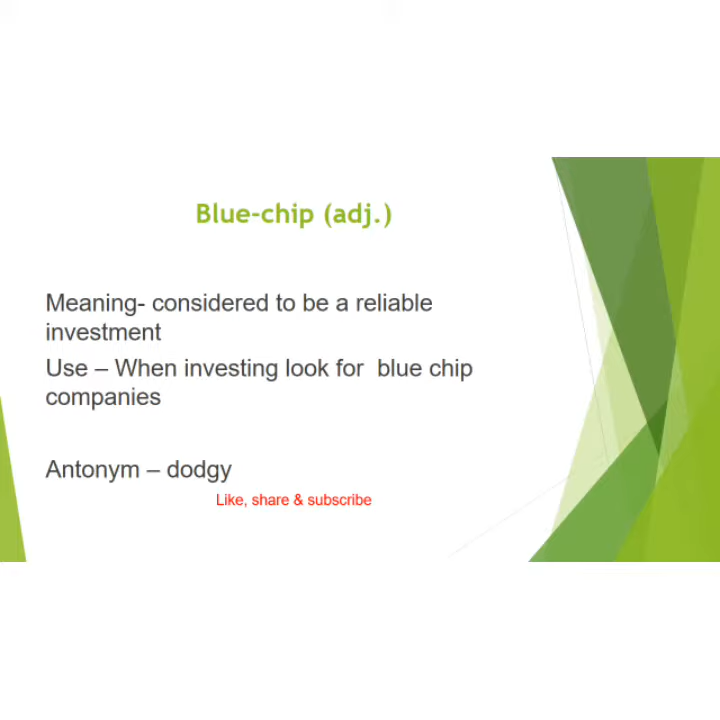 Blue-chip (adj.)
Meaning- considered to be a reliable
investment
Use – When investing look for  blue chip
companies
Antonym – dodgy
Like, share & subscribe